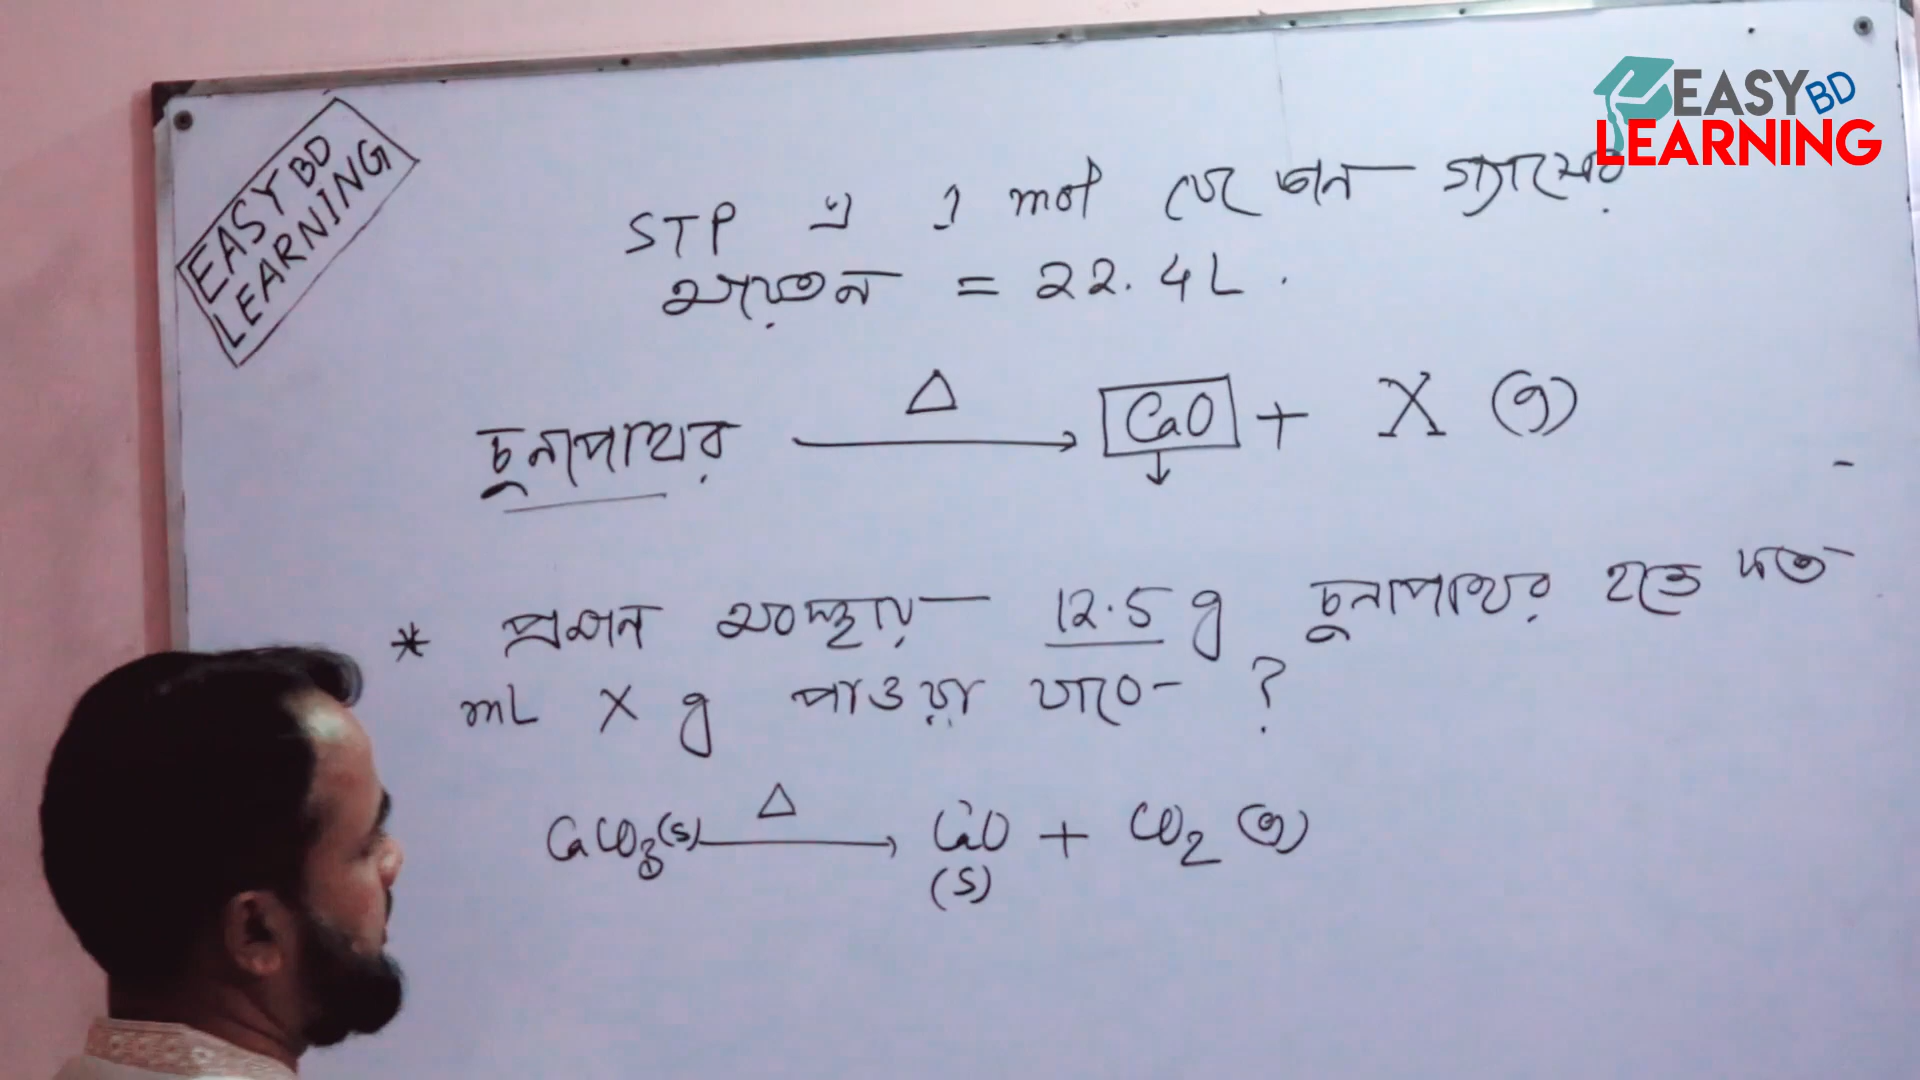 EASY BD
LEARNING
EASY BD
LEARNING
STP এ 1 mol যে কোন গ্যাসের
আয়তন = 22.4L.
চুনাপাথর Δ → CaO + X (g)
* প্রমান অবস্থায় 12.5 g চুনাপাথর হতে কত
mL X g পাওয়া যাবে ?
CaCO3(s) Δ → CaO + CO2 (g)
(s)